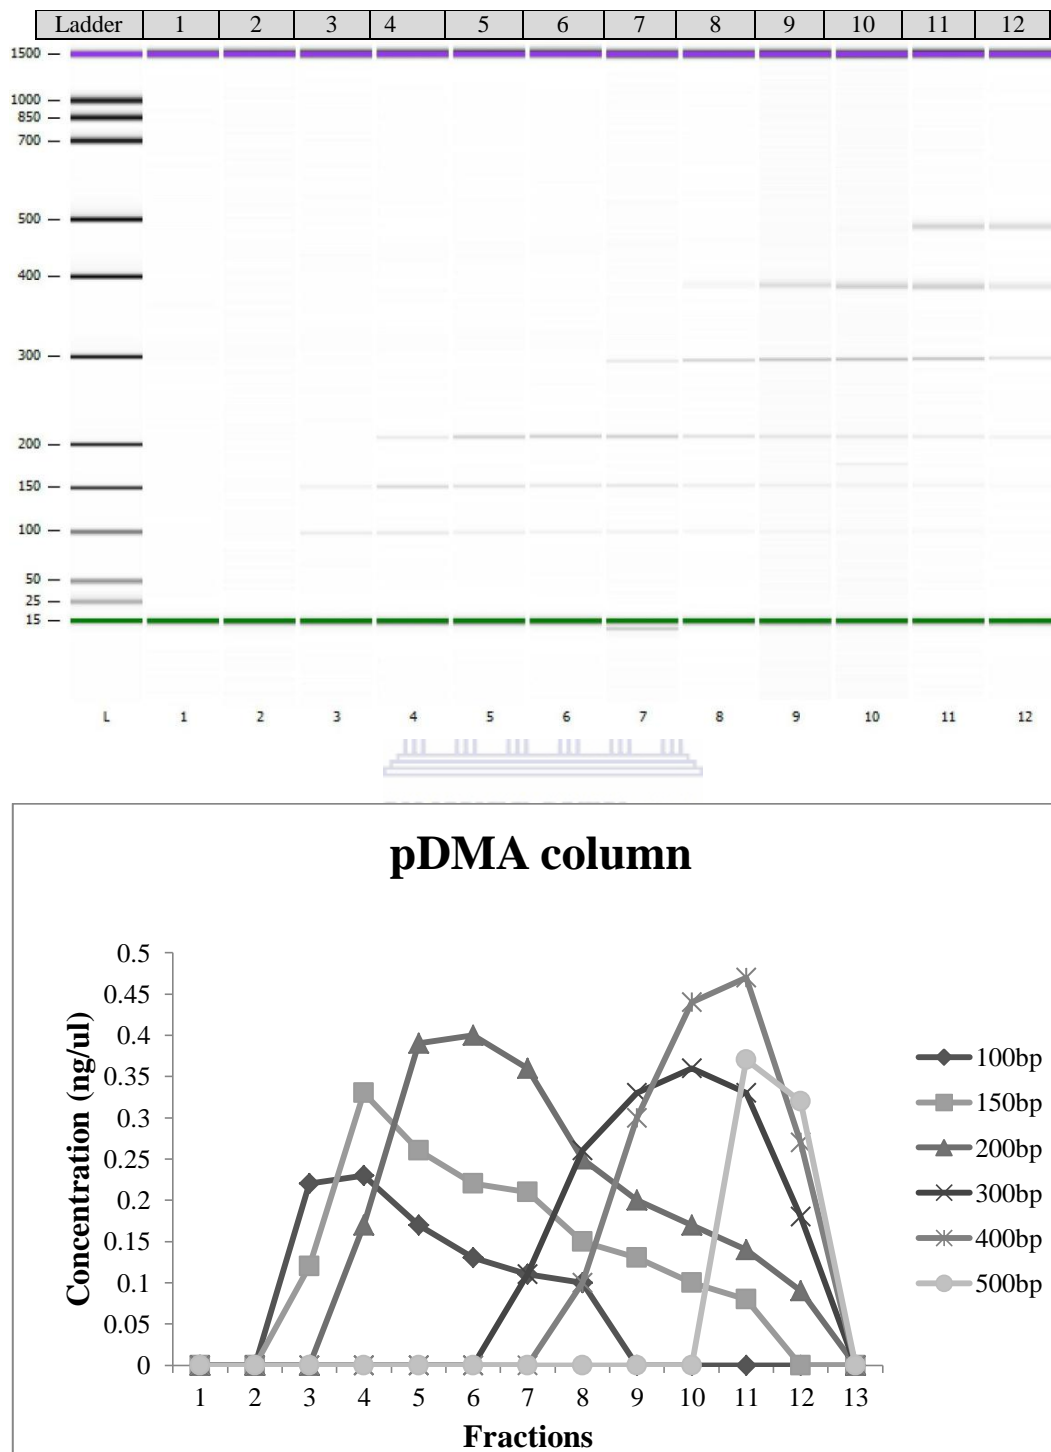 Ladder 1 2 3 4 5 6 7 8 9 10 11 12
1500
1000
850
700
500
400
300
200
150
100
50
25
15
L 1 2 3 4 5 6 7 8 9 10 11 12
pDMA column
0.5
0.45
0.4
0.35
0.3
0.25
0.2
0.15
0.1
0.05
0
Concentration (ng/ul)
1 2 3 4 5 6 7 8 9 10 11 12 13
Fractions
100bp
150bp
200bp
300bp
400bp
500bp